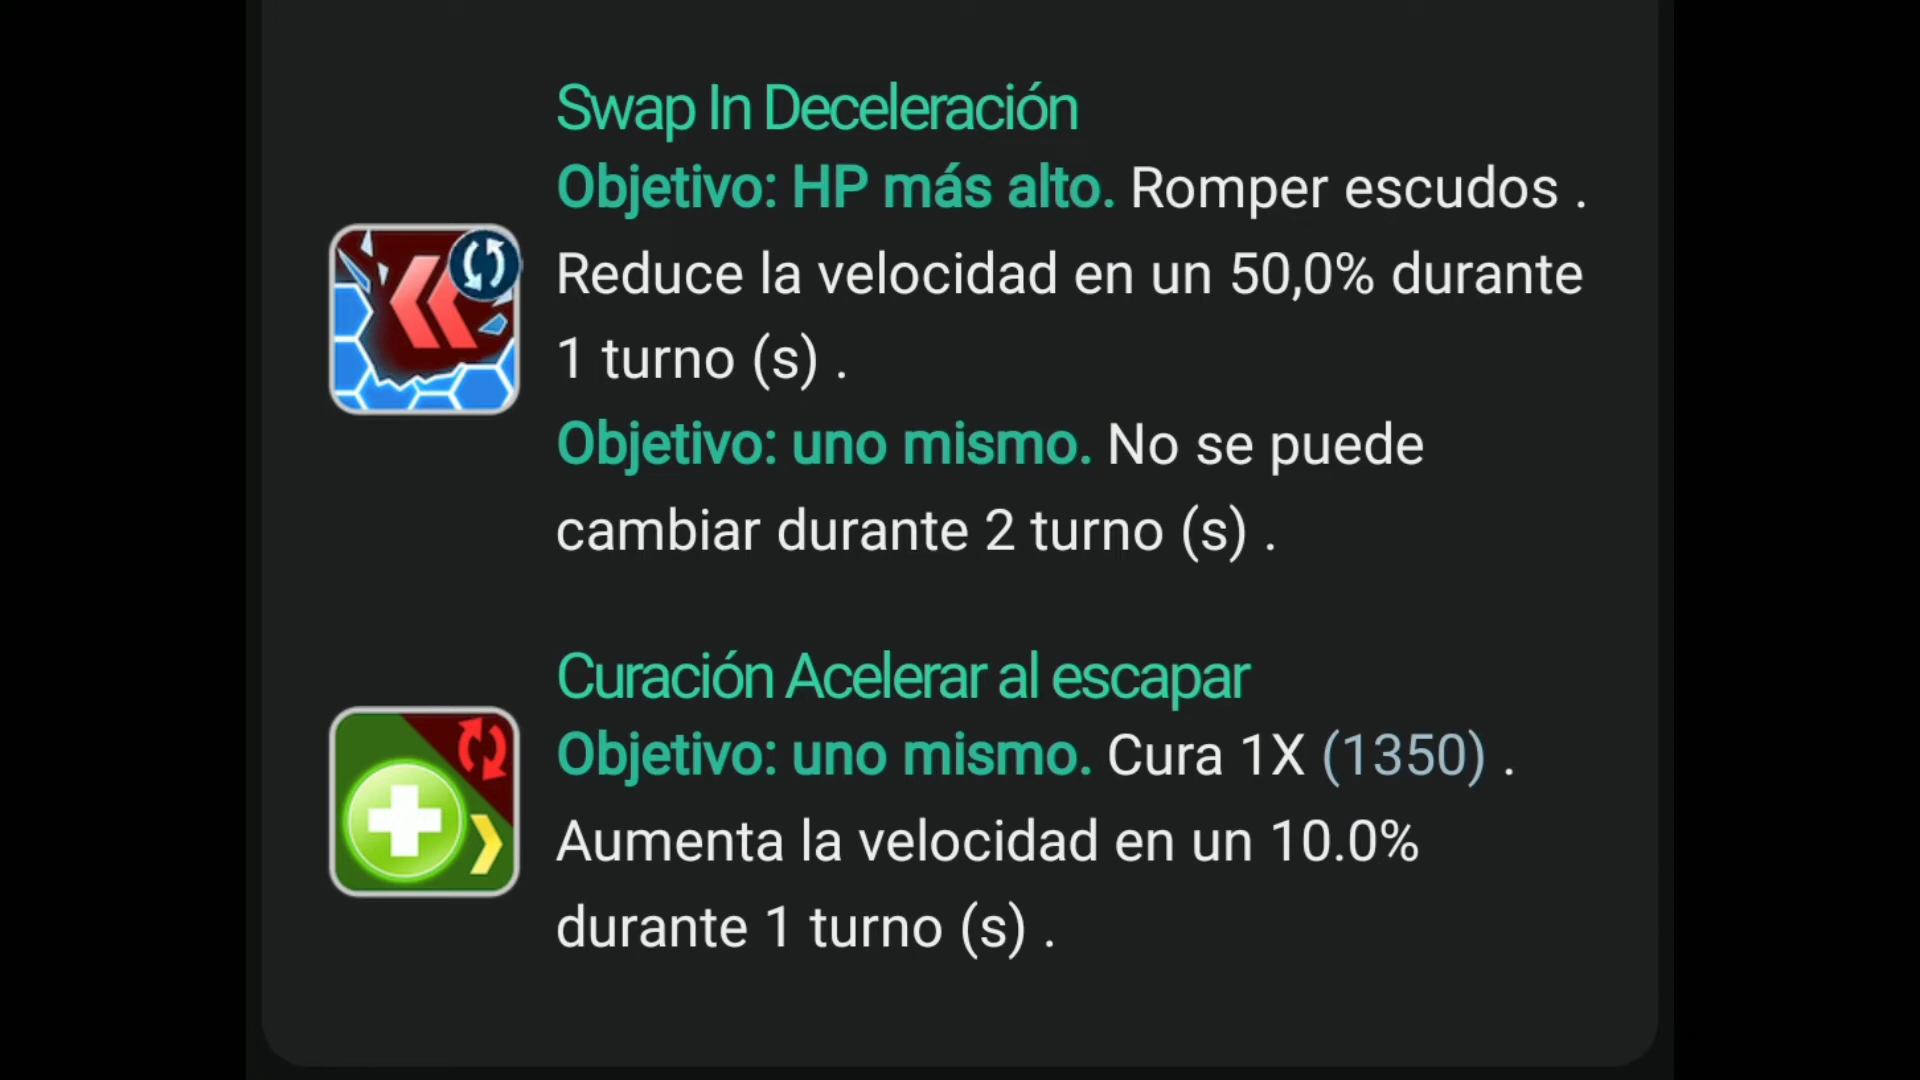 Swap In Deceleración
Objetivo: HP más alto. Romper escudos .
Reduce la velocidad en un 50,0% durante
1 turno (s) .
Objetivo: uno mismo. No se puede
cambiar durante 2 turno (s) .
Curación Acelerar al escapar
Objetivo: uno mismo. Cura 1X (1350) .
Aumenta la velocidad en un 10.0%
durante 1 turno (s) .